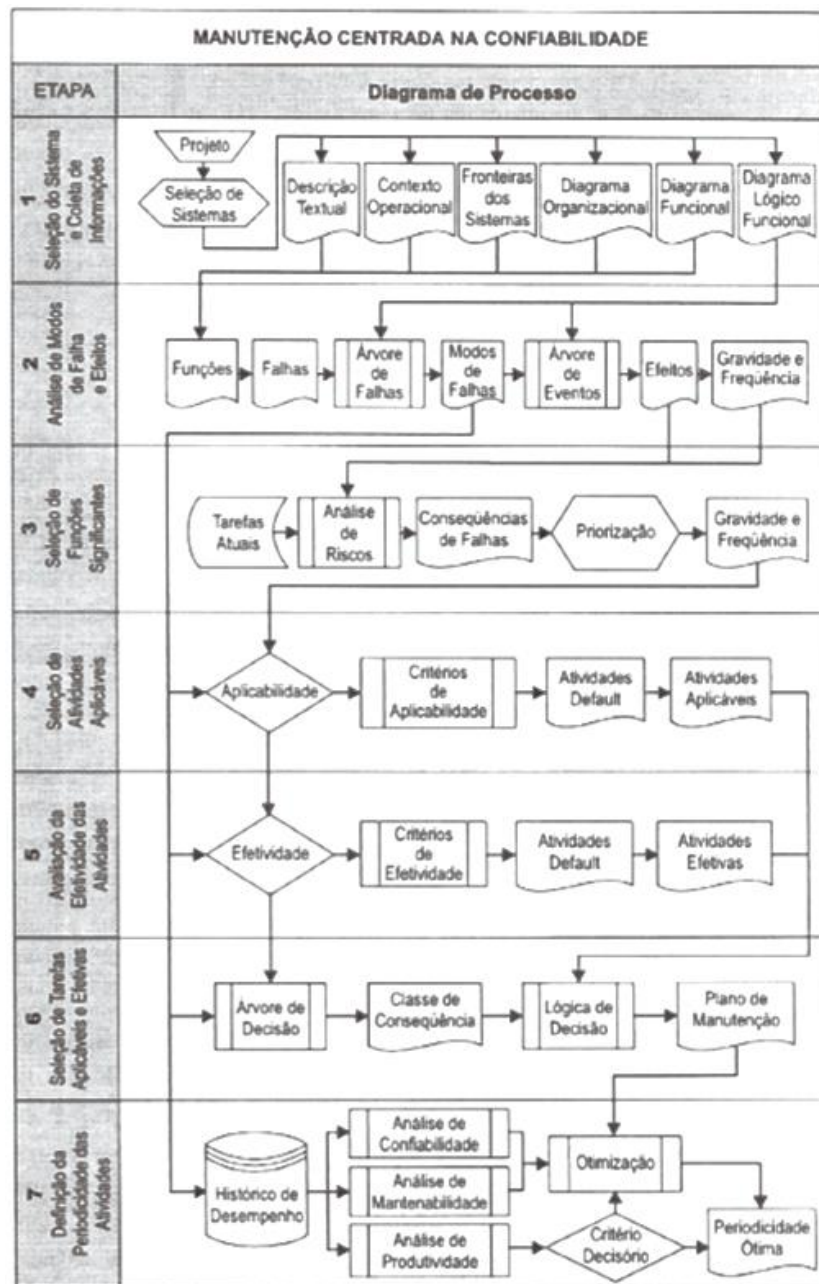 MANUTENÇÃO CENTRADA NA CONFIABILIDADE
ETAPA
Diagrama de Processo
1
Seleção do Sistema
e Coleta de
Informações
Projeto
Seleção de
Sistemas
Descrição
Textual
Contexto
Operacional
Fronteiras
dos
Sistemas
Diagrama
Organizacional
Diagrama
Funcional
Diagrama
Lógico
Funcional
2
Análise de Modos
de Falha
e Efeitos
Funções
Falhas
Árvore
de
Falhas
Modos
de
Falhas
Árvore
de
Eventos
Efeitos
Gravidade e
Freqüência
3
Seleção de
Funções
Significantes
Tarefas
Atuais
Análise
de
Riscos
Conseqüências
de Falhas
Priorização
Gravidade e
Freqüência
4
Seleção de
Atividades
Aplicáveis
Aplicabilidade
Critérios
de
Aplicabilidade
Atividades
Default
Atividades
Aplicáveis
5
Avaliação da
Efetividade das
Atividades
Efetividade
Critérios
de
Efetividade
Atividades
Default
Atividades
Efetivas
6
Seleção de Tarefas
Aplicáveis e Efetivas
Árvore de
Decisão
Classe de
Conseqüência
Lógica de
Decisão
Plano de
Manutenção
7
Definição da
Periodicidade das
Atividades
Histórico de
Desempenho
Análise de
Confiabilidade
Análise de
Mantenabilidade
Análise de
Produtividade
Otimização
Critério
Decisório
Periodicidade
Ótima